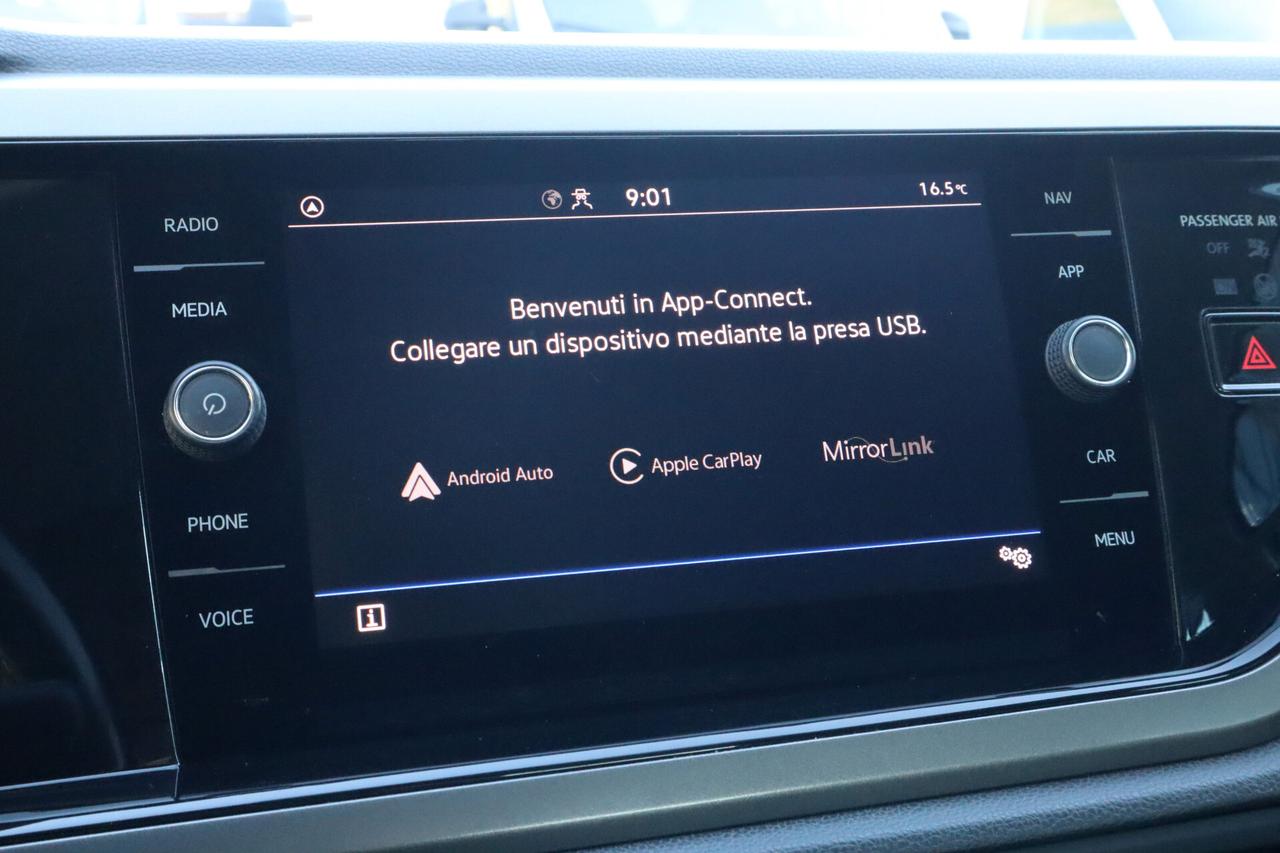 RADIO
MEDIA
PHONE
VOICE
9:01
16.5°C
Benvenuti in App-Connect.
Collegare un dispositivo mediante la presa USB.
Android Auto
Apple CarPlay
MirrorLink
i
NAV
APP
CAR
MENU
PASSENGER AIR
OFF